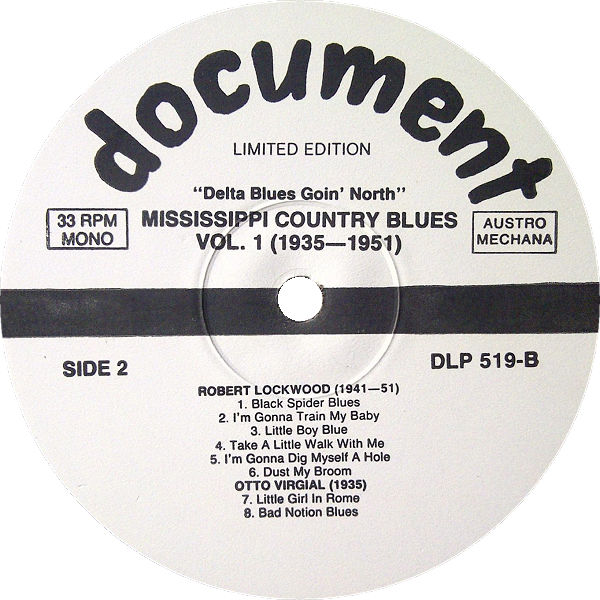 document
LIMITED EDITION
"Delta Blues Goin' North"
33 RPM
MONO
MISSISSIPPI COUNTRY BLUES
VOL. 1 (1935—1951)
AUSTRO
MECHANA
SIDE 2
DLP 519-B
ROBERT LOCKWOOD (1941—51)
1. Black Spider Blues
2. I'm Gonna Train My Baby
3. Little Boy Blue
4. Take A Little Walk With Me
5. I'm Gonna Dig Myself A Hole
6. Dust My Broom
OTTO VIRGIAL (1935)
7. Little Girl In Rome
8. Bad Notion Blues